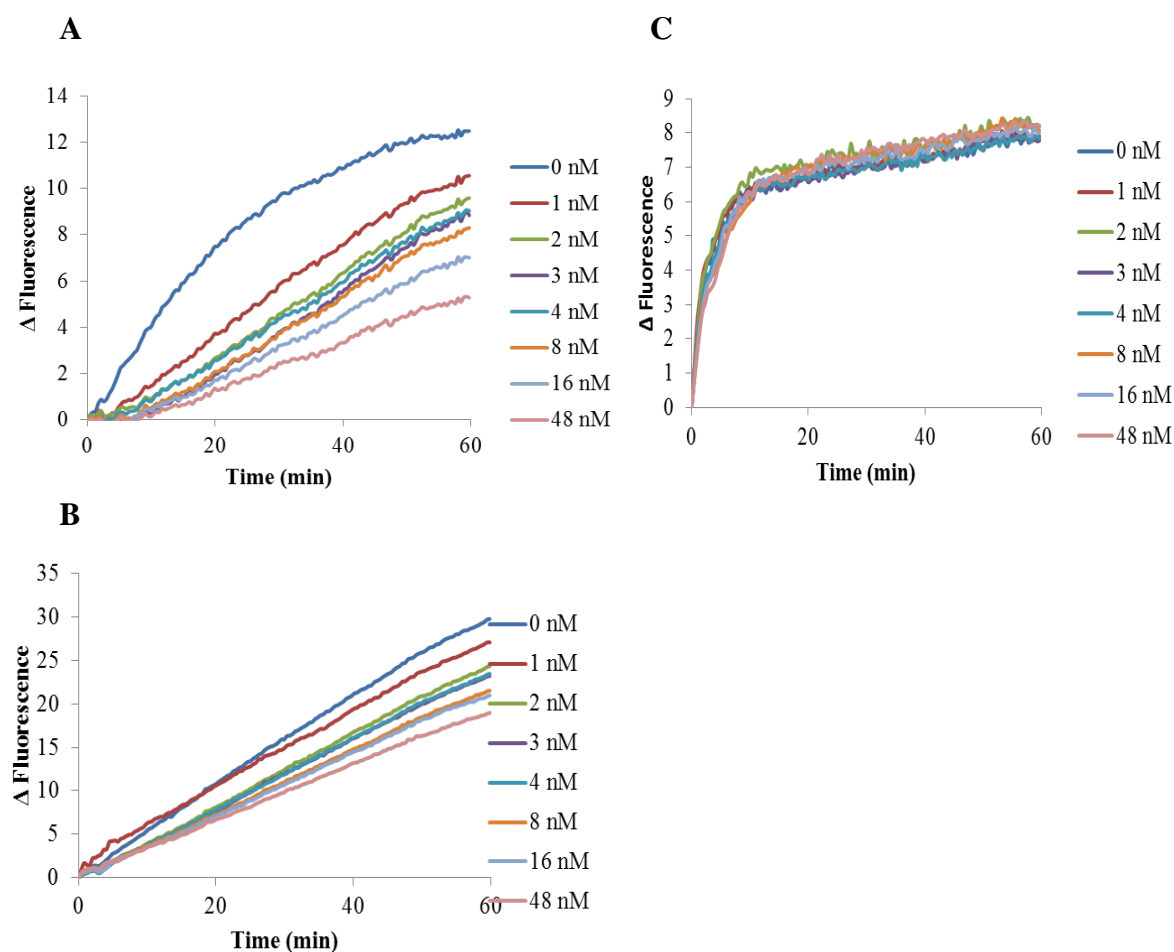 A
14
12
10
8
6
4
2
0
0 20 40 60
Δ Fluorescence
Time (min)
0 nM
1 nM
2 nM
3 nM
4 nM
8 nM
16 nM
48 nM
C
9
8
7
6
5
4
3
2
1
0
0 20 40 60
Δ Fluorescence
Time (min)
0 nM
1 nM
2 nM
3 nM
4 nM
8 nM
16 nM
48 nM
B
35
30
25
20
15
10
5
0
0 20 40 60
Δ Fluorescence
Time (min)
0 nM
1 nM
2 nM
3 nM
4 nM
8 nM
16 nM
48 nM